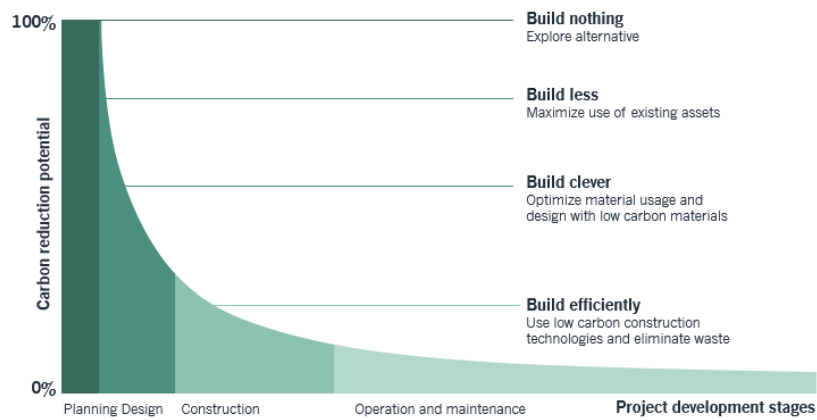 100%
Build nothing
Explore alternative
Build less
Maximize use of existing assets
Build clever
Optimize material usage and
design with low carbon materials
Build efficiently
Use low carbon construction
technologies and eliminate waste
Carbon reduction potential
0%
Planning Design Construction Operation and maintenance Project development stages